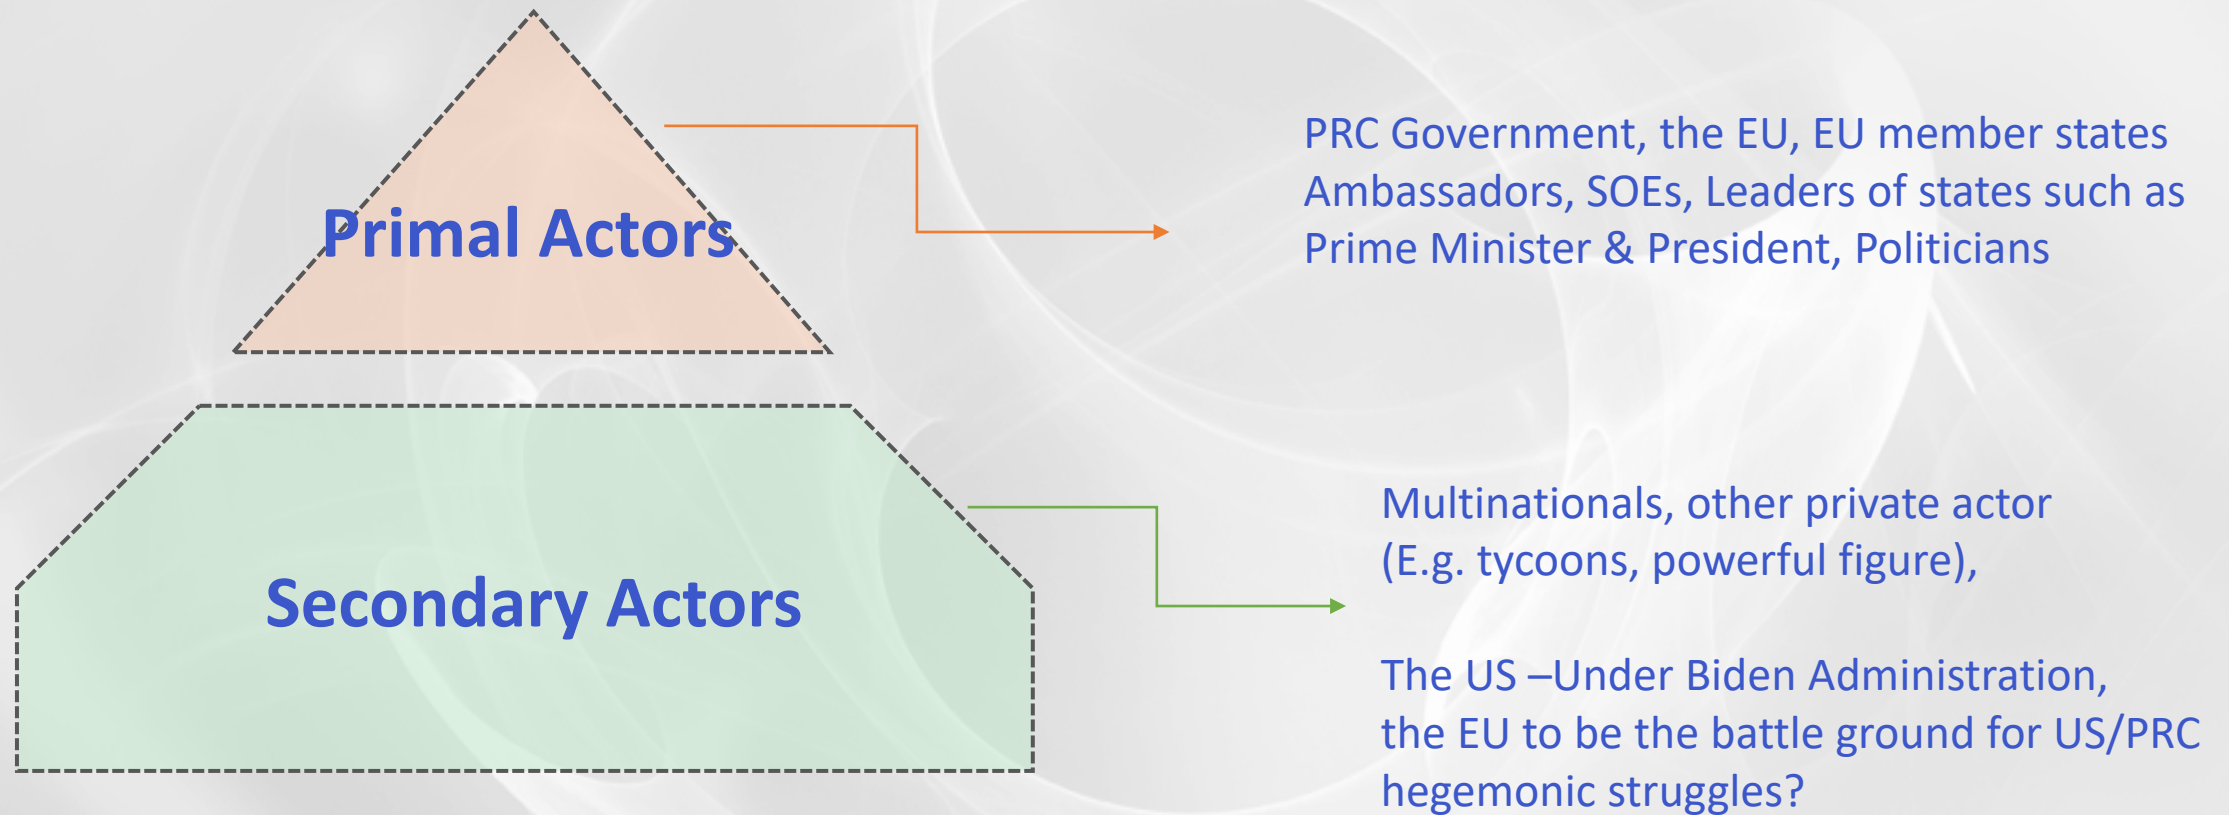 Primal Actors
PRC Government, the EU, EU member states
Ambassadors, SOEs, Leaders of states such as
Prime Minister & President, Politicians
Secondary Actors
Multinationals, other private actor
(E.g. tycoons, powerful figure),
The US –Under Biden Administration,
the EU to be the battle ground for US/PRC
hegemonic struggles?